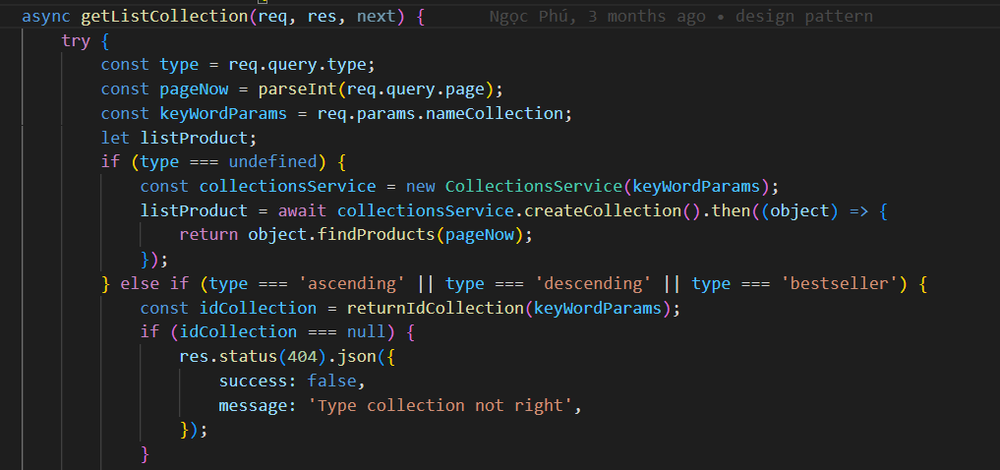 async getListCollection(req, res, next) { Ngọc Phú, 3 months ago • design pattern
try {
const type = req.query.type;
const pageNow = parseInt(req.query.page);
const keyWordParams = req.params.nameCollection;
let listProduct;
if (type === undefined) {
const collectionsService = new CollectionsService(keyWordParams);
listProduct = await collectionsService.createCollection().then((object) => {
return object.findProducts(pageNow);
});
} else if (type === 'ascending' || type === 'descending' || type === 'bestseller') {
const idCollection = returnIdCollection(keyWordParams);
if (idCollection === null) {
res.status(404).json({
success: false,
message: 'Type collection not right',
});
}